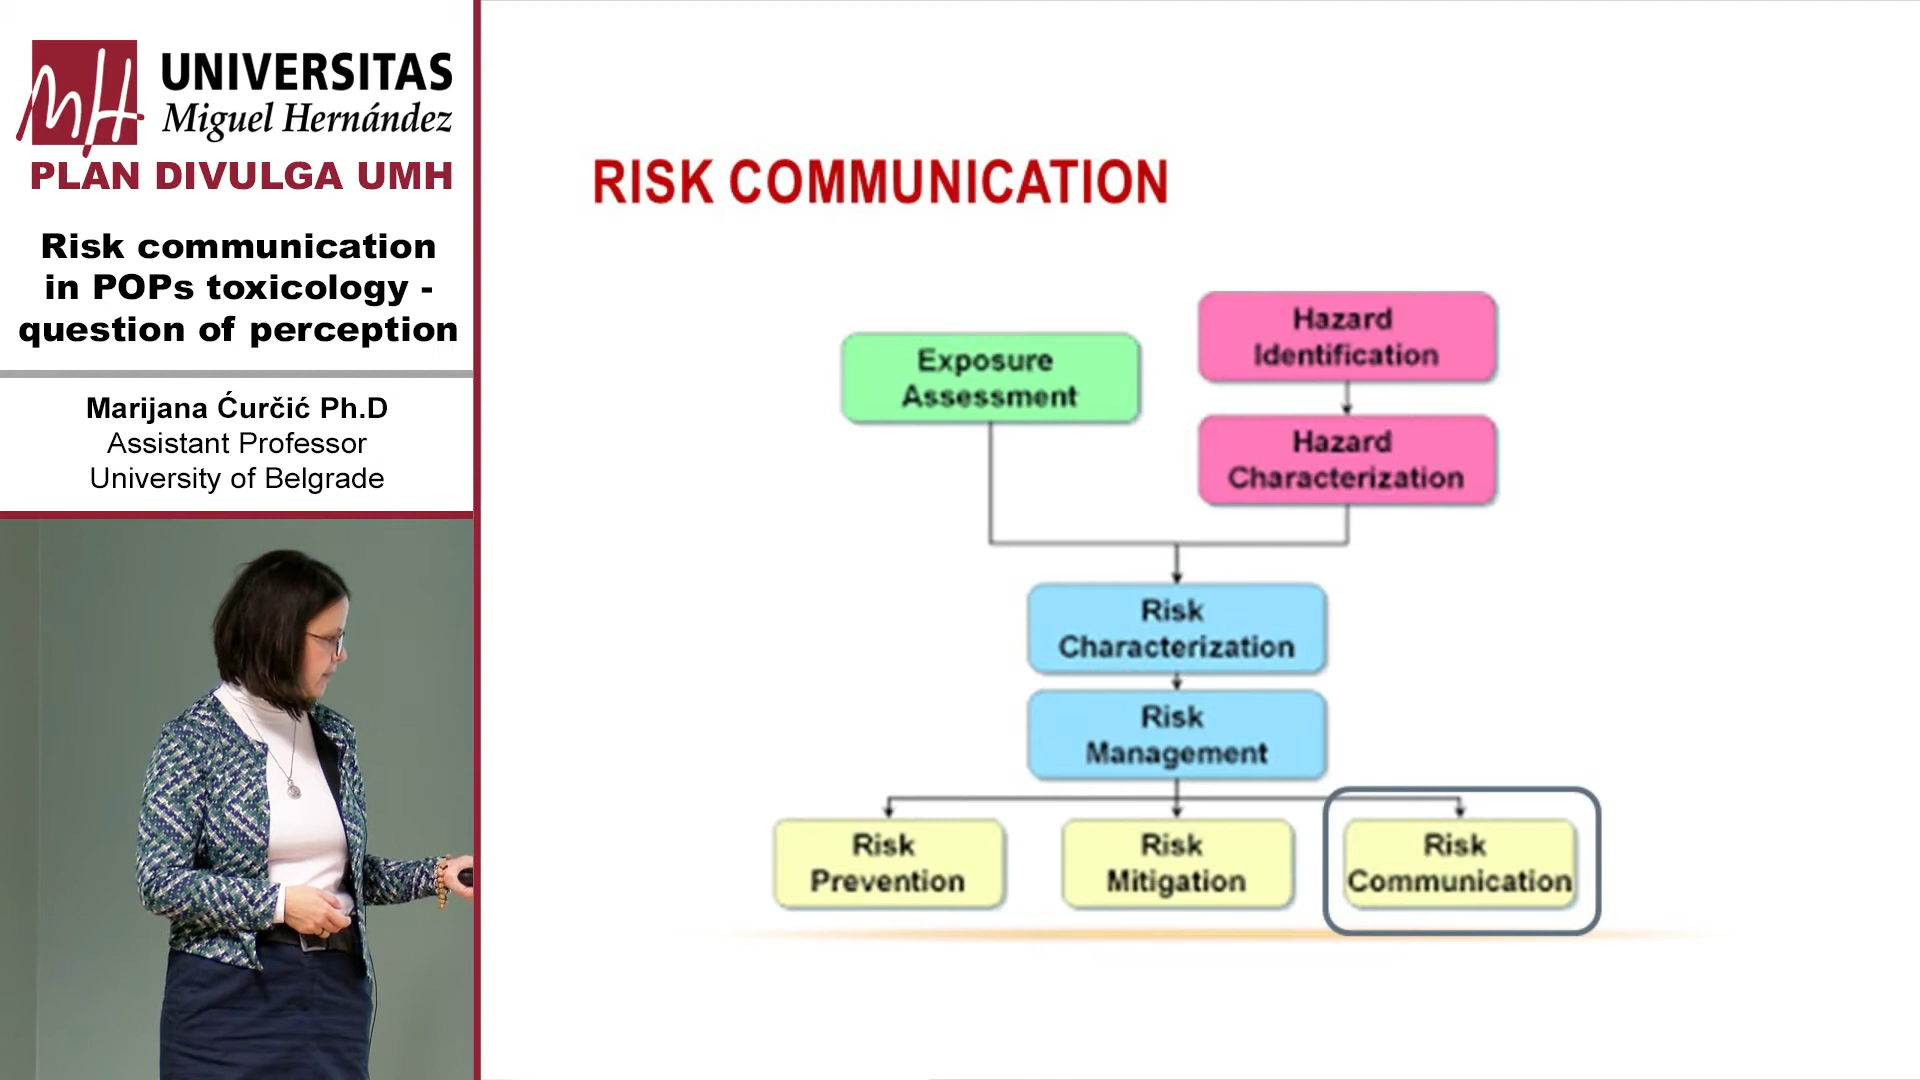 UNIVERSITAS
Miguel Hernández
PLAN DIVULGA UMH
Risk communication
in POPs toxicology -
question of perception
Marijana Ćurčić Ph.D
Assistant Professor
University of Belgrade
RISK COMMUNICATION
Hazard
Identification
Exposure
Assessment
Hazard
Characterization
Risk
Characterization
Risk
Management
Risk
Prevention
Risk
Mitigation
Risk
Communication